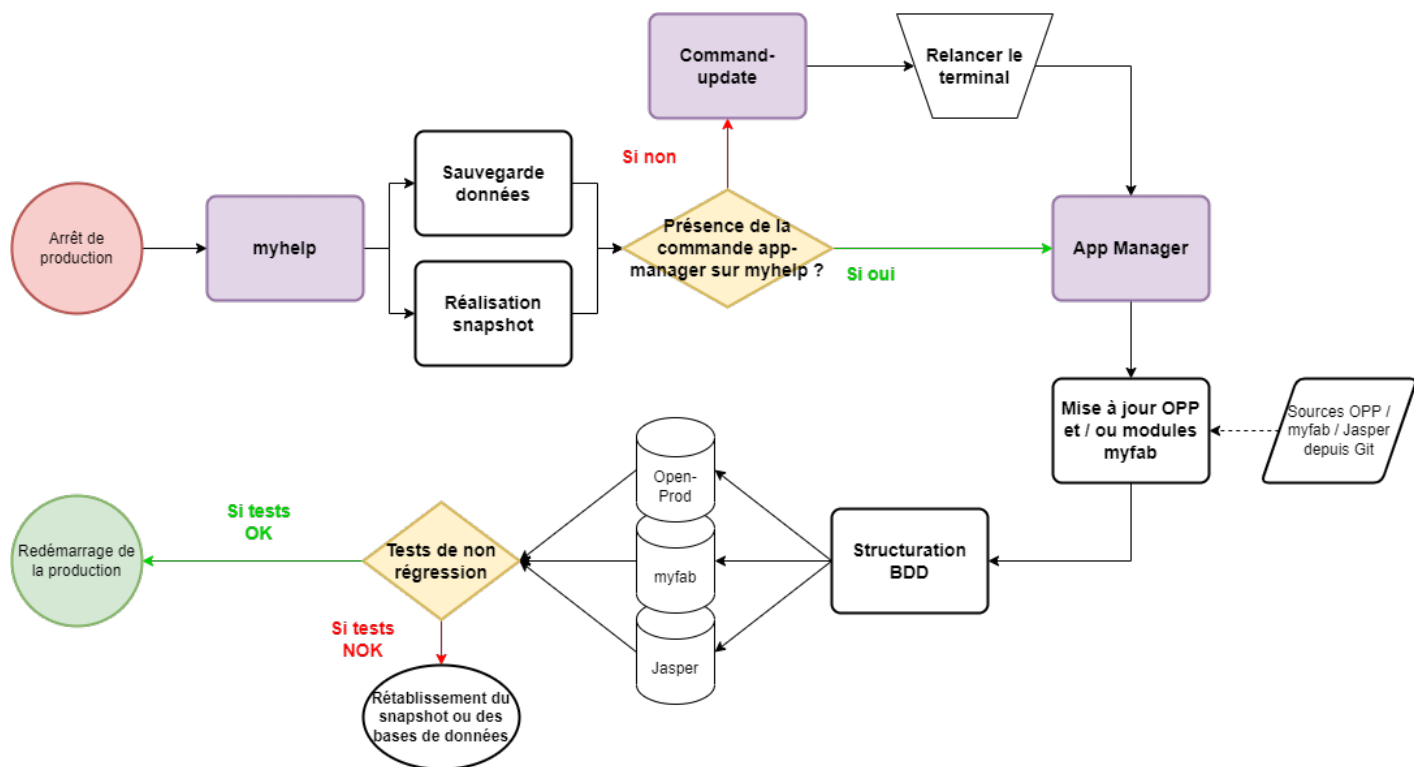 Command-
update
Relancer le
terminal
Si non
Sauvegarde
données
Arrêt de
production
myhelp
Présence de la
commande app-
manager sur myhelp ?
Si oui
App Manager
Réalisation
snapshot
Mise à jour OPP
et / ou modules
myfab
Sources OPP /
myfab / Jasper
depuis Git
Open-
Prod
Si tests
OK
Redémarrage de
la production
Tests de non
régression
myfab
Structuration
BDD
Si tests
NOK
Jasper
Rétablissement du
snapshot ou des
bases de données